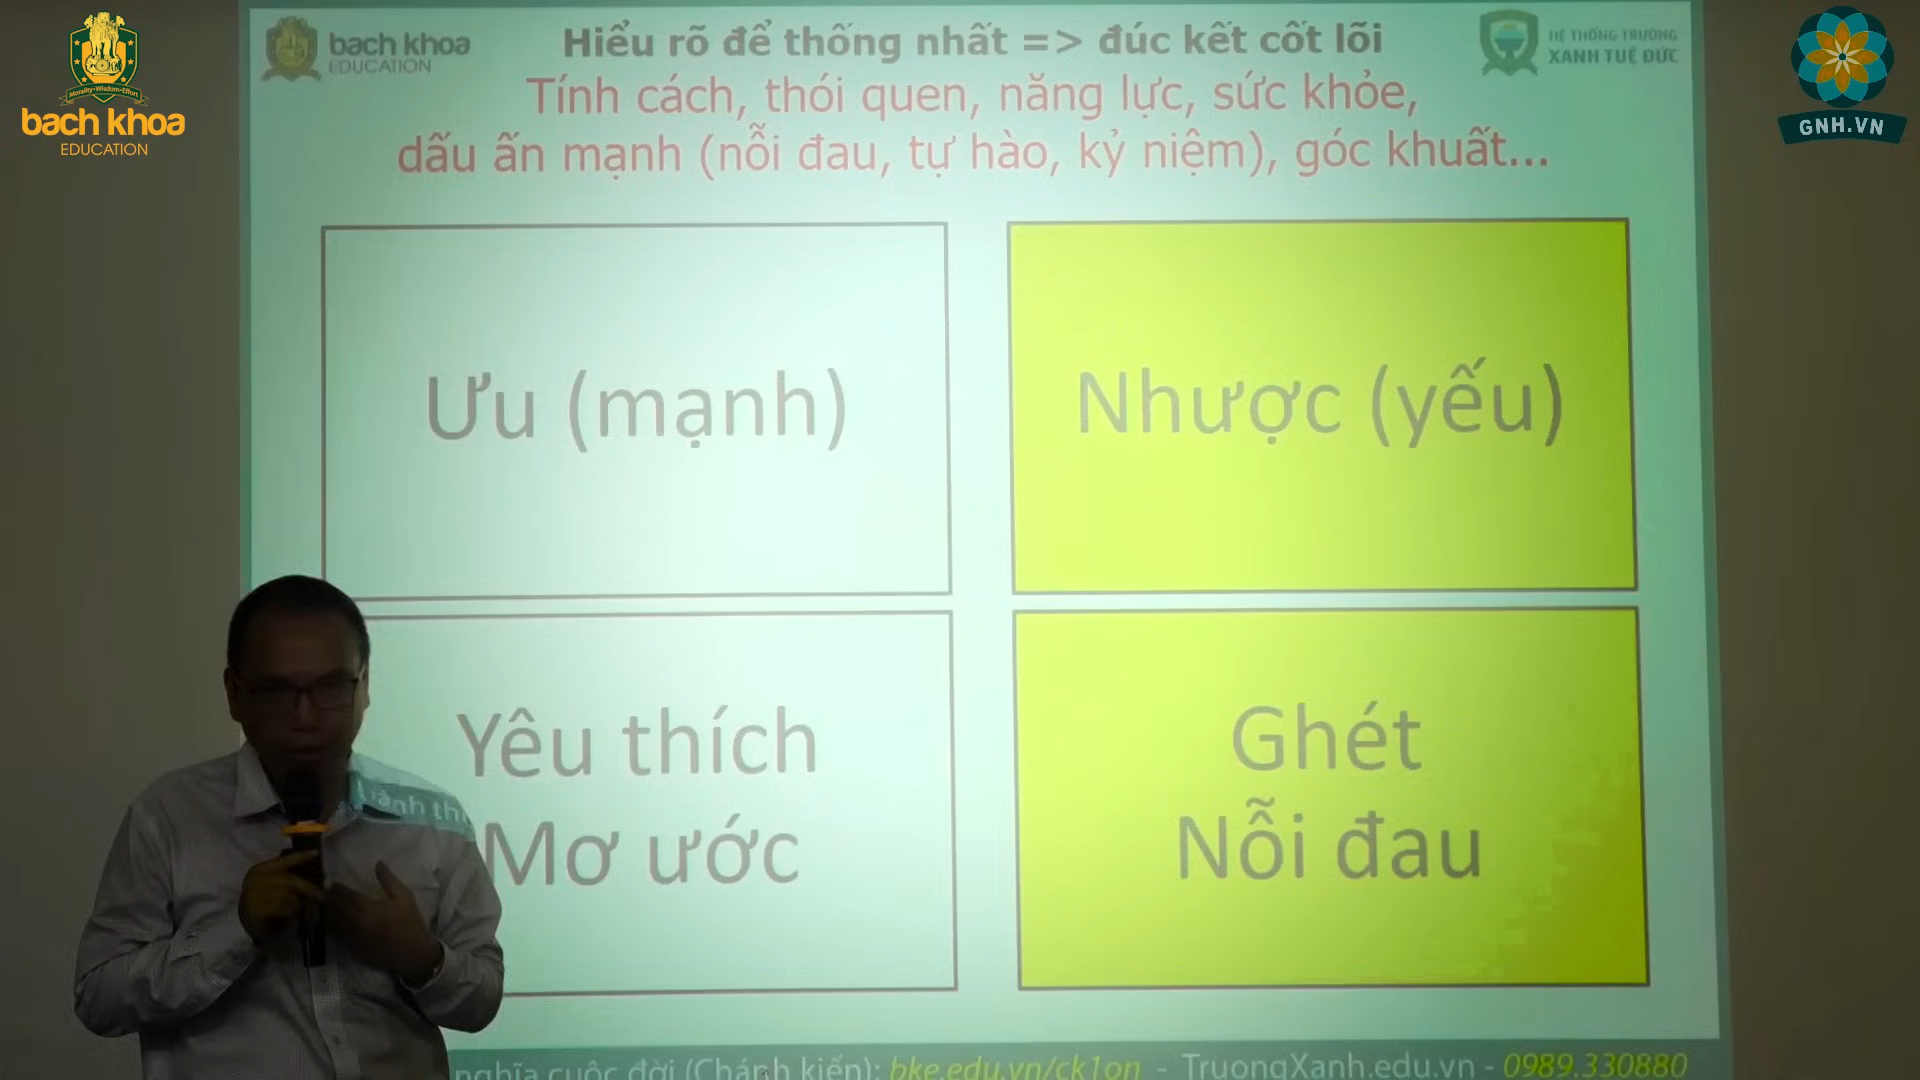 bach khoa
EDUCATION
Morality•Wisdom•Effort
bach khoa
EDUCATION
Hiểu rõ để thống nhất => đúc kết cốt lõi
HỆ THỐNG TRƯỜNG
XANH TUỆ ĐỨC
GNH.VN
Tính cách, thói quen, năng lực, sức khỏe,
dấu ấn mạnh (nỗi đau, tự hào, kỷ niệm), góc khuất...
Ưu (mạnh)
Nhược (yếu)
Yêu thích
Mơ ước
Ghét
Nỗi đau
nghĩa cuộc đời (Chánh kiến): bke.edu.vn/ck1on - TruongXanh.edu.vn - 0989.330880